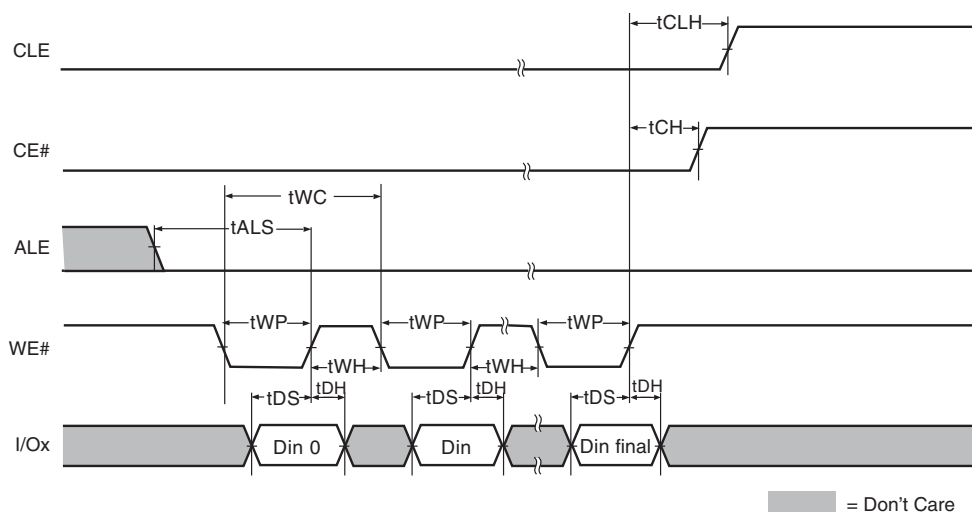 tCLH
CLE
tCH
CE#
tWC
tALS
ALE
tWP tWP tWP
WE#
tWH tWH
tDS tDH tDS tDH tDS tDH
I/Ox Din 0 Din Din final
= Don't Care